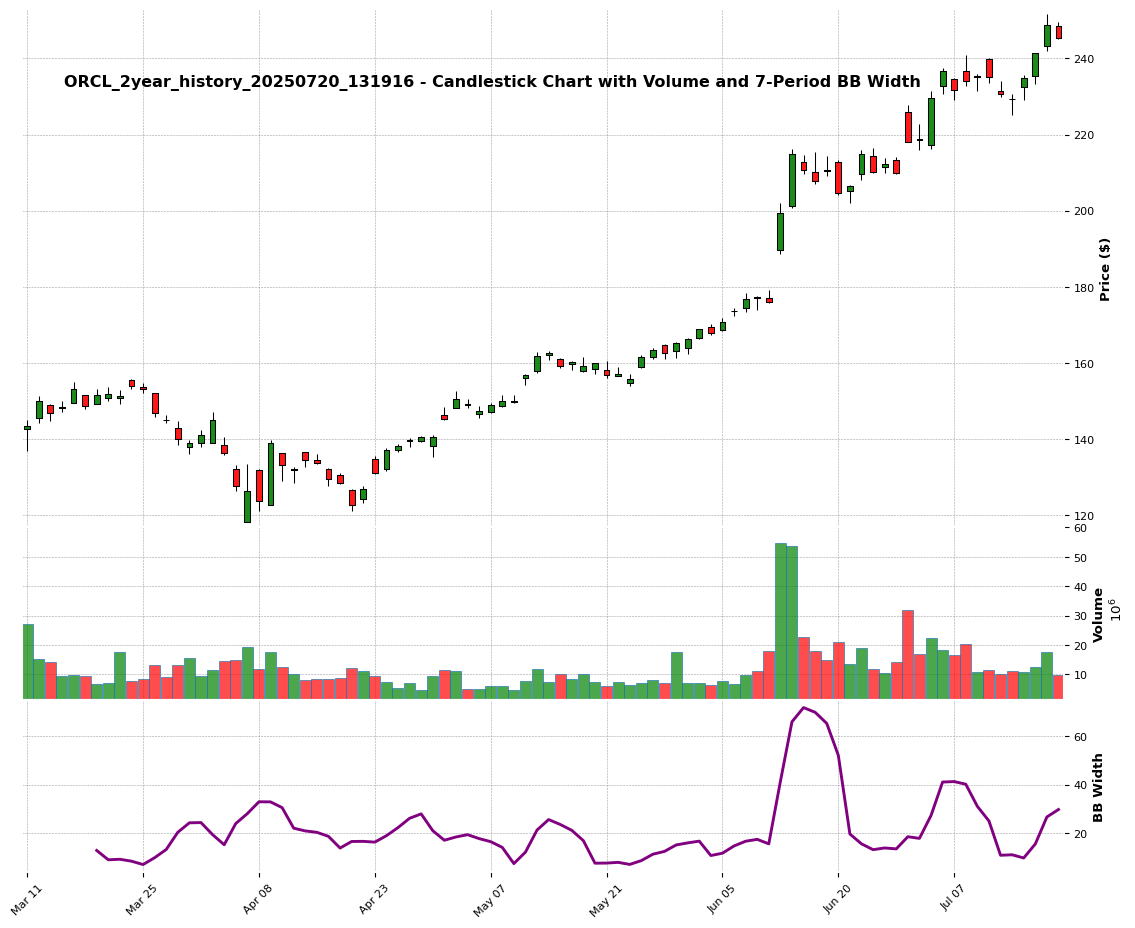 ORCL_2year_history_20250720_131916 - Candlestick Chart with Volume and 7-Period BB Width
240
220
200
180
160
140
120
Price ($)
60
50
40
30
20
10
Volume
10^6
60
40
20
BB Width
Mar 11
Mar 25
Apr 08
Apr 23
May 07
May 21
Jun 05
Jun 20
Jul 07